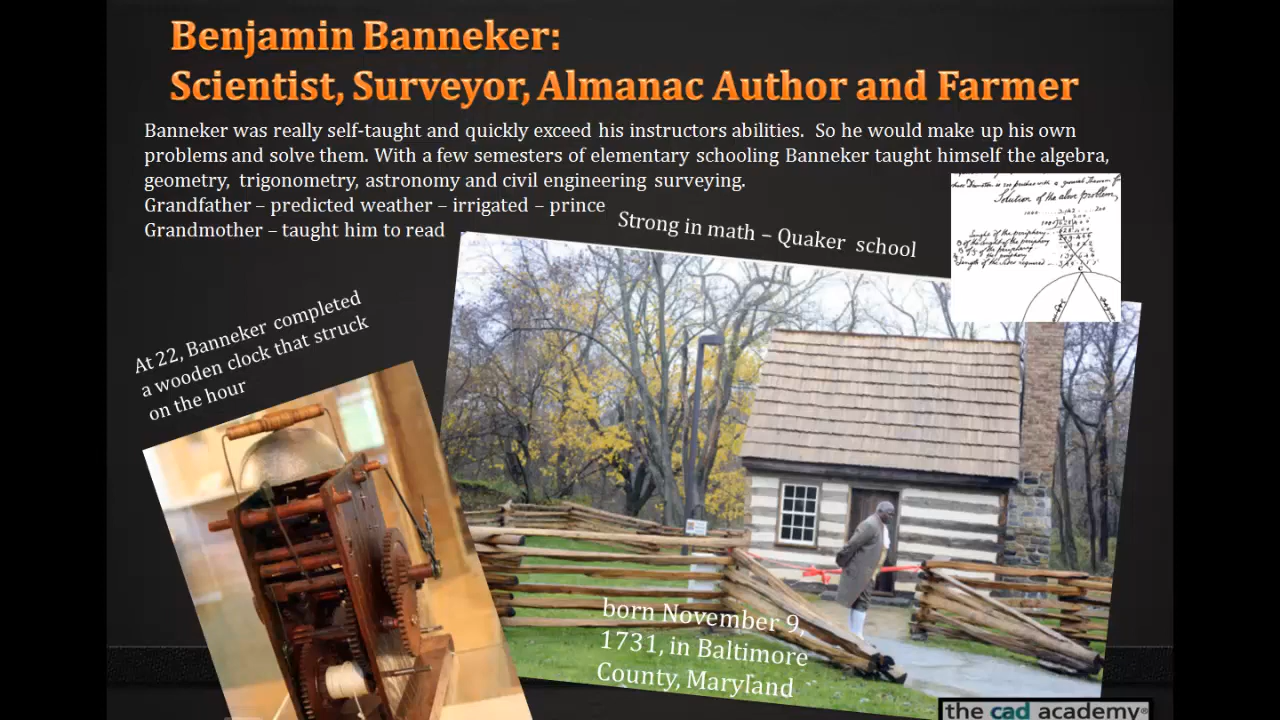 Benjamin Banneker:
Scientist, Surveyor, Almanac Author and Farmer
Banneker was really self-taught and quickly exceed his instructors abilities.  So he would make up his own
problems and solve them. With a few semesters of elementary schooling Banneker taught himself the algebra,
geometry,  trigonometry, astronomy and civil engineering surveying.
Grandfather – predicted weather – irrigated – prince
Grandmother – taught him to read
Strong in math – Quaker  school
Solution of the above problem,
At 22, Banneker completed
a wooden clock that struck
on the hour
born November 9,
1731, in Baltimore
County, Maryland
the cad academy®